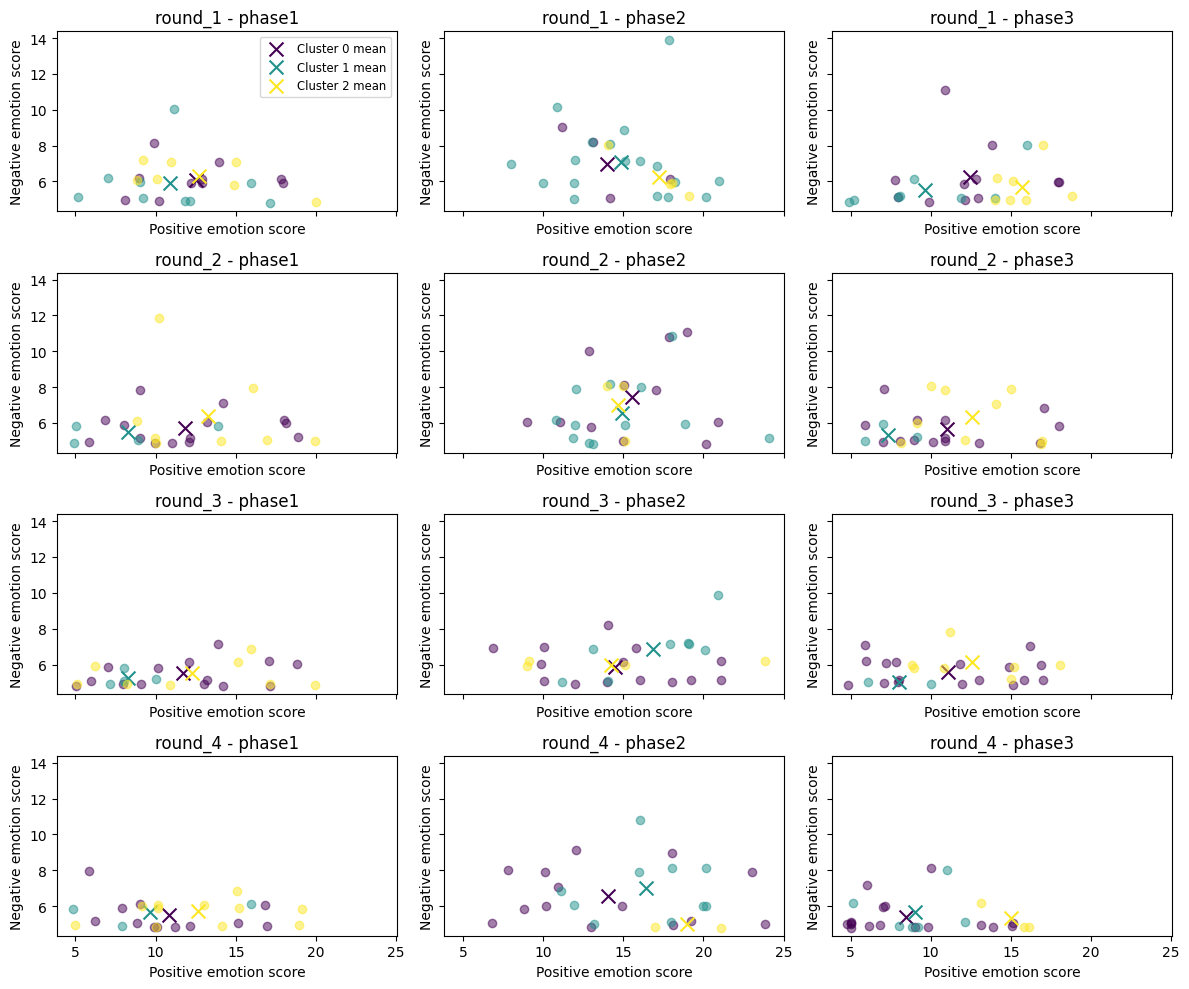 round_1 - phase1
round_1 - phase2
round_1 - phase3
Negative emotion score
14
12
10
8
6
Cluster 0 mean
Cluster 1 mean
Cluster 2 mean
Positive emotion score
Negative emotion score
Positive emotion score
Negative emotion score
Positive emotion score
round_2 - phase1
round_2 - phase2
round_2 - phase3
Negative emotion score
14
12
10
8
6
Positive emotion score
Negative emotion score
Positive emotion score
Negative emotion score
Positive emotion score
round_3 - phase1
round_3 - phase2
round_3 - phase3
Negative emotion score
14
12
10
8
6
Positive emotion score
Negative emotion score
Positive emotion score
Negative emotion score
Positive emotion score
round_4 - phase1
round_4 - phase2
round_4 - phase3
Negative emotion score
14
12
10
8
6
5 10 15 20 25
Positive emotion score
Negative emotion score
5 10 15 20 25
Positive emotion score
Negative emotion score
5 10 15 20 25
Positive emotion score